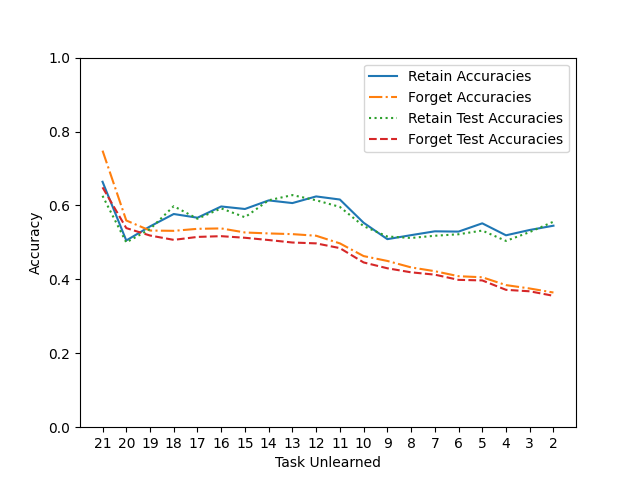 1.0
0.8
0.6
0.4
0.2
0.0
Accuracy
Retain Accuracies
Forget Accuracies
Retain Test Accuracies
Forget Test Accuracies
21 20 19 18 17 16 15 14 13 12 11 10 9 8 7 6 5 4 3 2
Task Unlearned